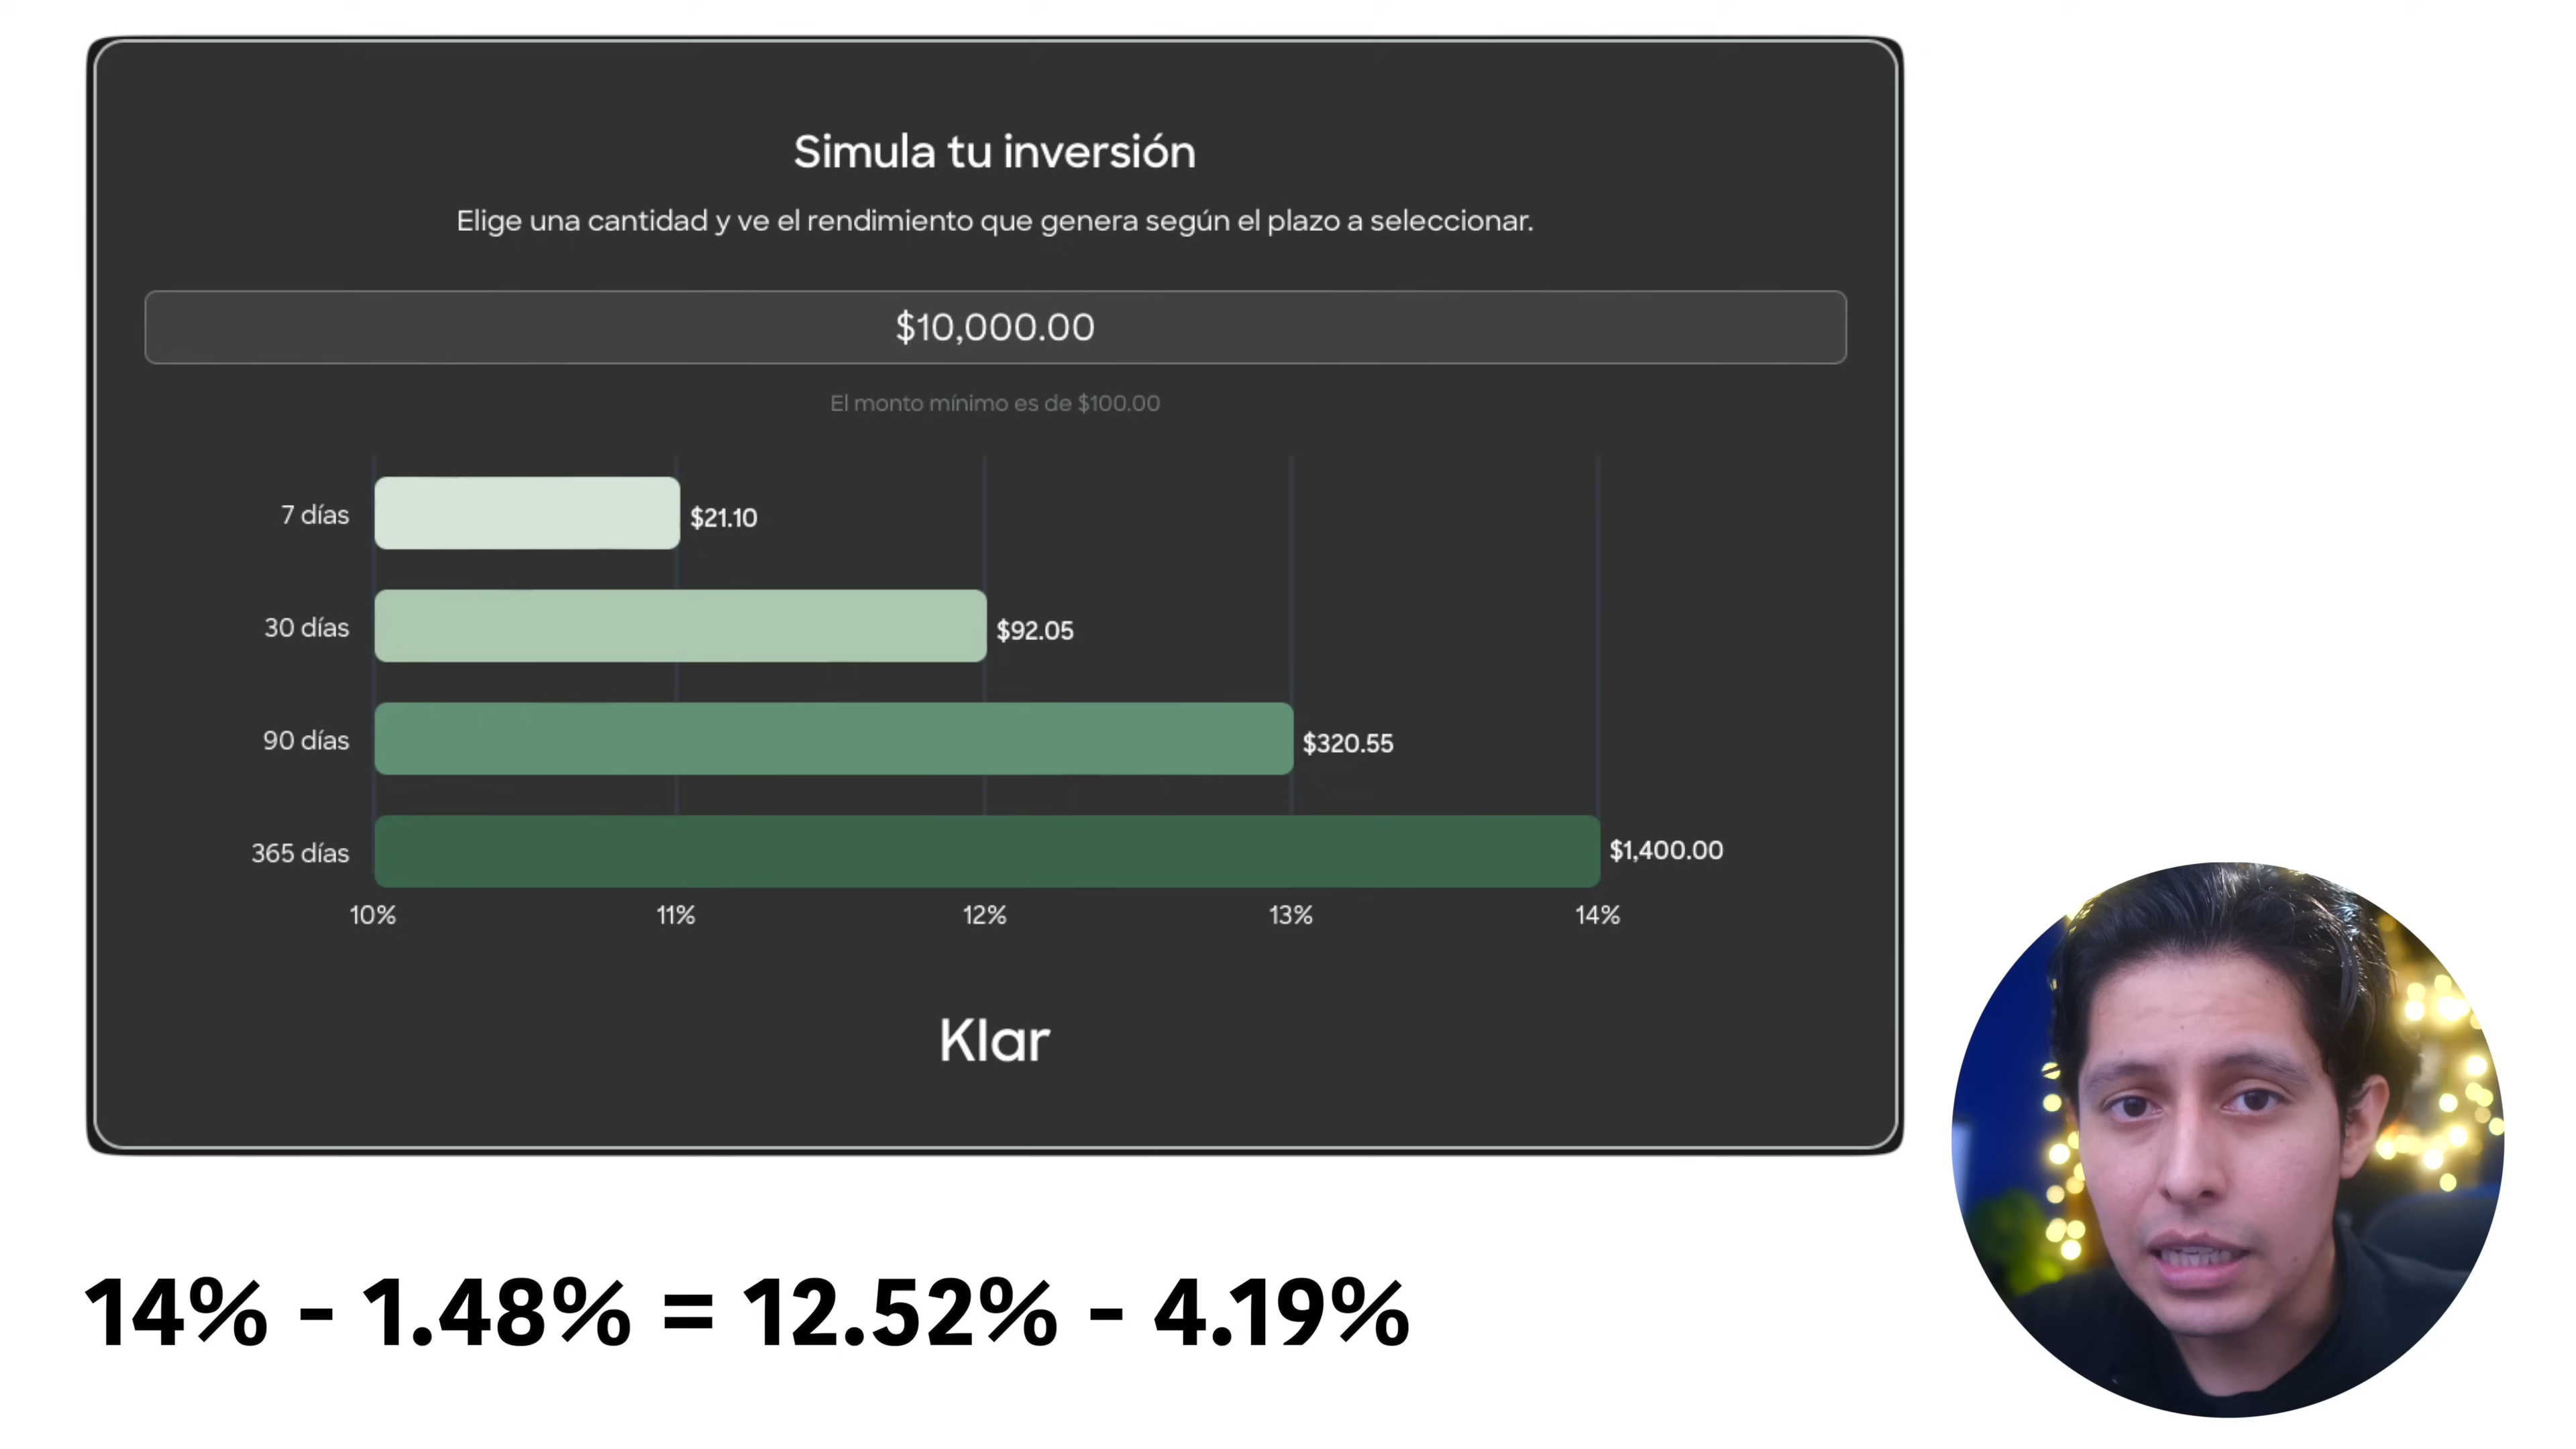 Simula tu inversión
Elige una cantidad y ve el rendimiento que genera según el plazo a seleccionar.
$10,000.00
El monto mínimo es de $100.00
7 días $21.10
30 días $92.05
90 días $320.55
365 días $1,400.00
10% 11% 12% 13% 14%
Klar
14% - 1.48% = 12.52% - 4.19%